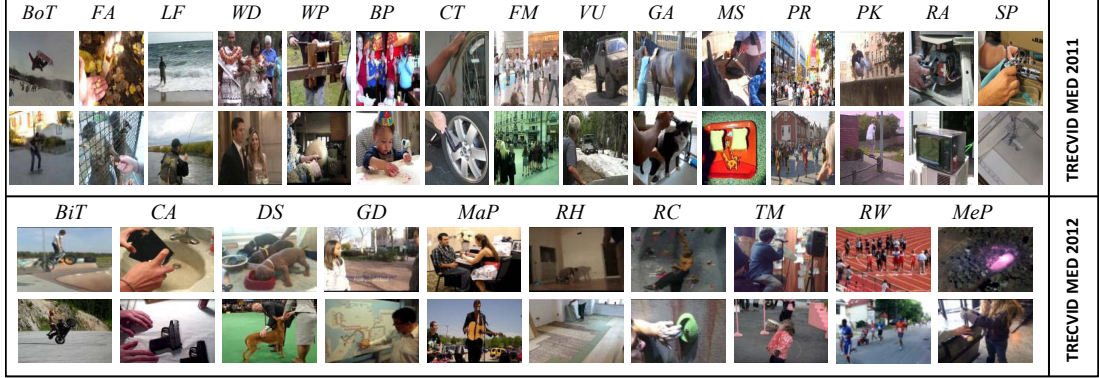 BoT FA LF WD WP BP CT FM VU GA MS PR PK RA SP
TRECVID MED 2011
BiT CA DS GD MaP RH RC TM RW MeP
TRECVID MED 2012